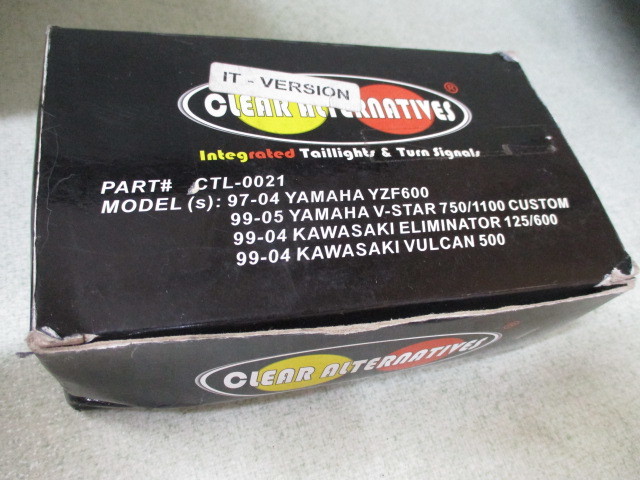 IT - VERSION
CLEAR ALTERNATIVES ®
Integrated Taillights & Turn Signals
PART# CTL-0021
MODEL (s): 97-04 YAMAHA YZF600
99-05 YAMAHA V-STAR 750/1100 CUSTOM
99-04 KAWASAKI ELIMINATOR 125/600
99-04 KAWASAKI VULCAN 500
CLEAR ALTERNATIVES ®